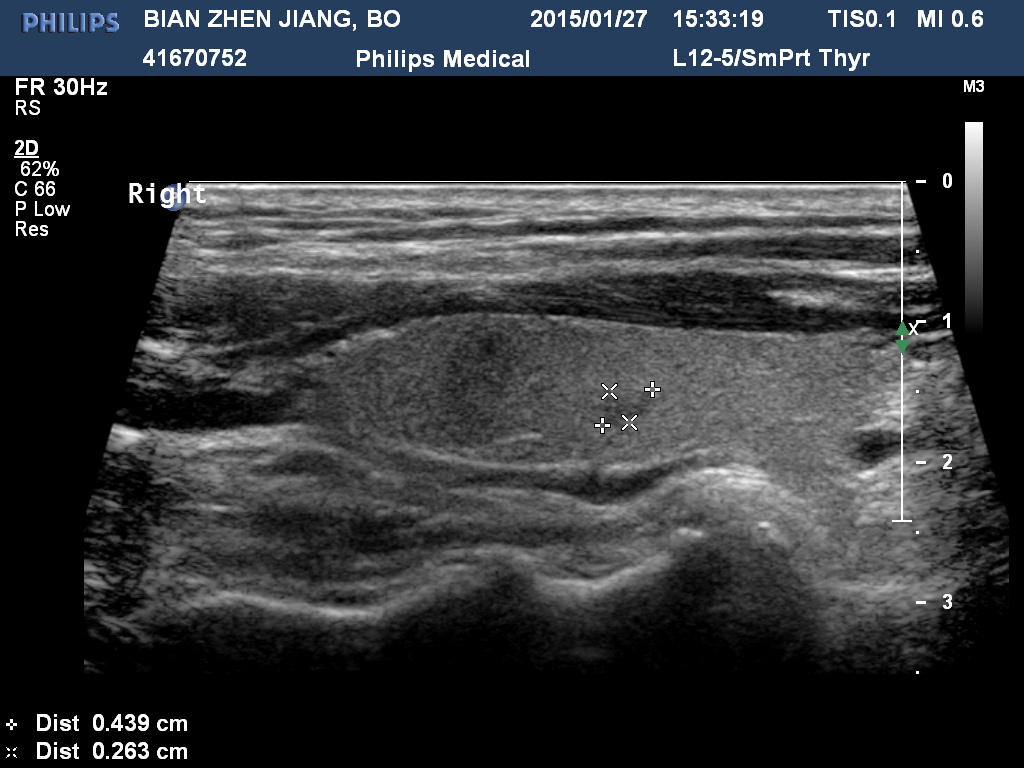 PHILIPS BIAN ZHEN JIANG, BO 2015/01/27 15:33:19 TIS0.1 MI 0.6
41670752 Philips Medical L12-5/SmPrt Thyr
FR 30Hz
M3
RS
2D
62%
C 66
P Low
Res
Right
0
x
1
2
3
Dist 0.439 cm
Dist 0.263 cm